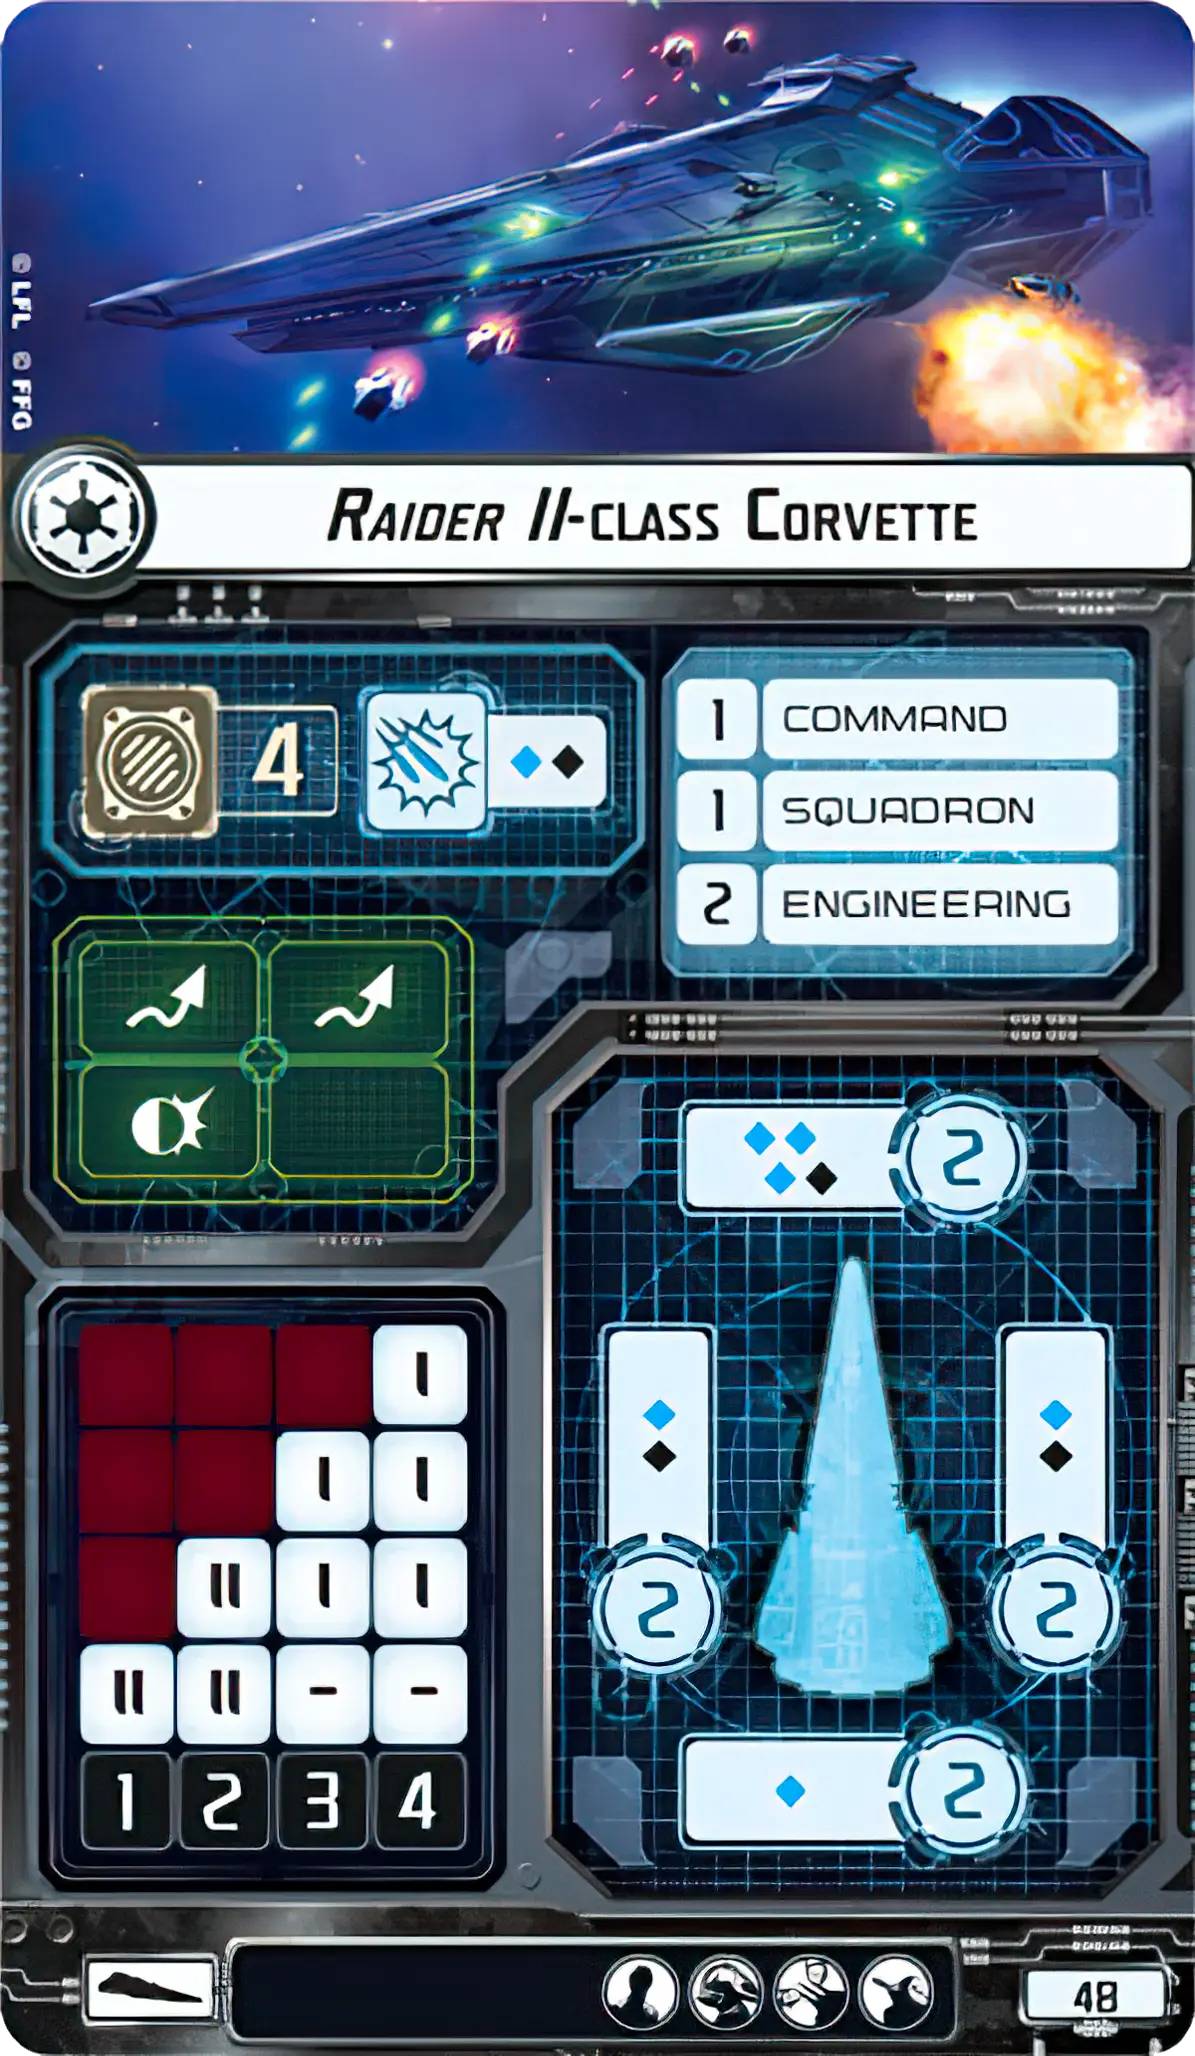 © LFL © FFG
RAIDER II-CLASS CORVETTE
4
1 COMMAND
1 SQUADRON
2 ENGINEERING
2
I
I I
II I I
2 2
II II – –
1 2 3 4
2
48